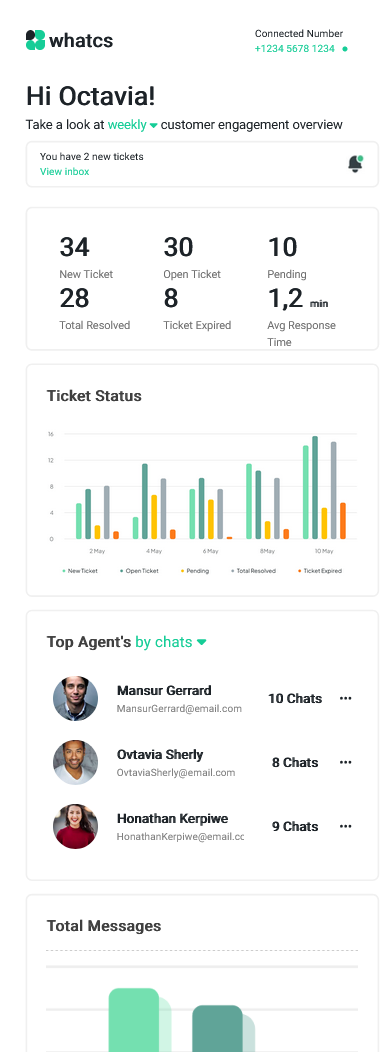 whatcs
Connected Number
+1234 5678 1234
Hi Octavia!
Take a look at weekly customer engagement overview
You have 2 new tickets
View inbox
34
30
10
New Ticket
Open Ticket
Pending
28
8
1,2 min
Total Resolved
Ticket Expired
Avg Response
Time
Ticket Status
16
12
8
4
0
2 May
4 May
6 May
8May
10 May
New Ticket
Open Ticket
Pending
Total Resolved
Ticket Expired
Top Agent's by chats
Mansur Gerrard
MansurGerrard@email.com
10 Chats
Ovtavia Sherly
OvtaviaSherly@email.com
8 Chats
Honathan Kerpiwe
HonathanKerpiwe@email.cc
9 Chats
Total Messages